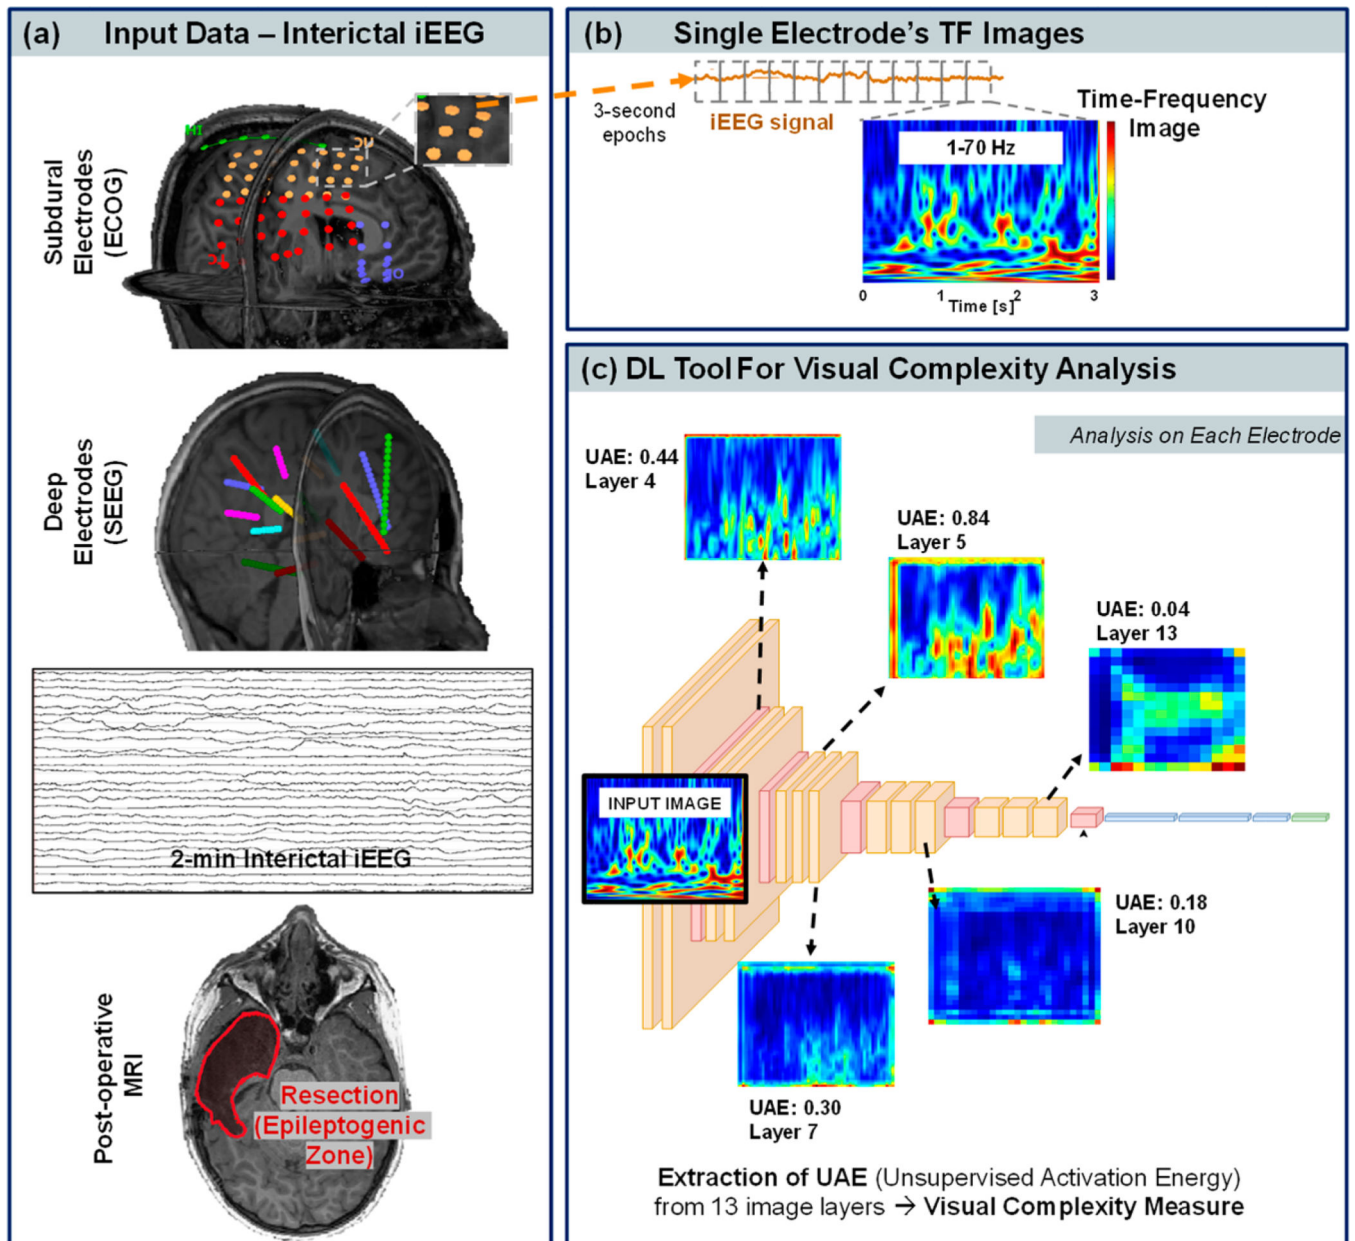 (a) Input Data – Interictal iEEG
Subdural
Electrodes
(ECOG)
Deep
Electrodes
(SEEG)
2-min Interictal iEEG
Post-operative
MRI
Resection
(Epileptogenic
Zone)
(b) Single Electrode's TF Images
3-second
epochs
iEEG signal
Time-Frequency
Image
1-70 Hz
0 1 2 3
Time [s]
(c) DL Tool For Visual Complexity Analysis
Analysis on Each Electrode
UAE: 0.44
Layer 4
UAE: 0.84
Layer 5
UAE: 0.04
Layer 13
INPUT IMAGE
UAE: 0.18
Layer 10
UAE: 0.30
Layer 7
Extraction of UAE (Unsupervised Activation Energy)
from 13 image layers → Visual Complexity Measure